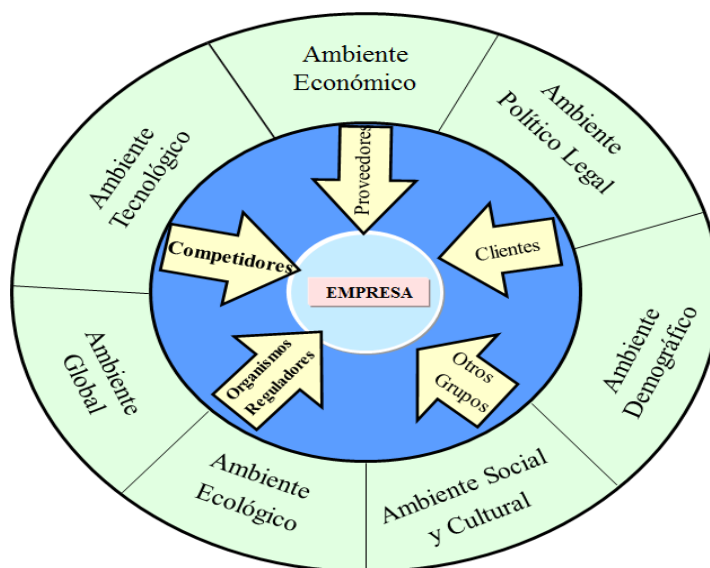 Ambiente
Económico
Ambiente
Político Legal
Ambiente
Tecnológico
Proveedores
Competidores
Clientes
EMPRESA
Ambiente
Demográfico
Ambiente
Global
Organismos
Reguladores
Otros
Grupos
Ambiente
Ecológico
Ambiente Social
y Cultural